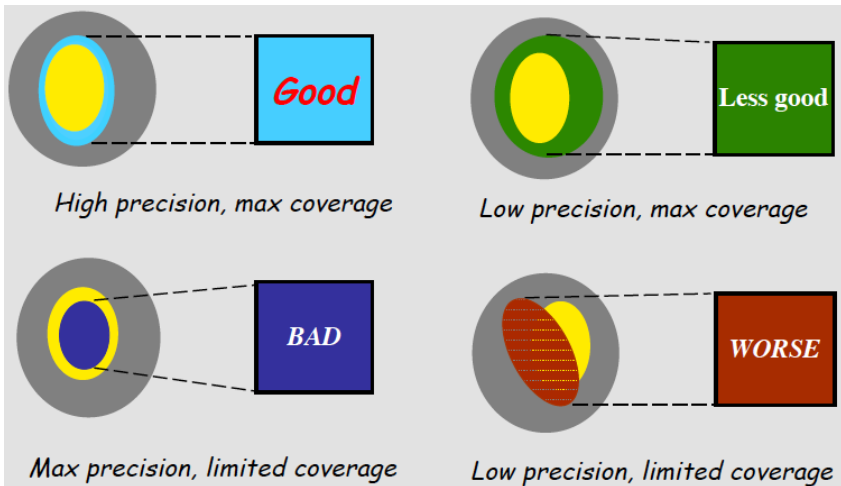 Good
Less good
High precision, max coverage
Low precision, max coverage
BAD
WORSE
Max precision, limited coverage
Low precision, limited coverage